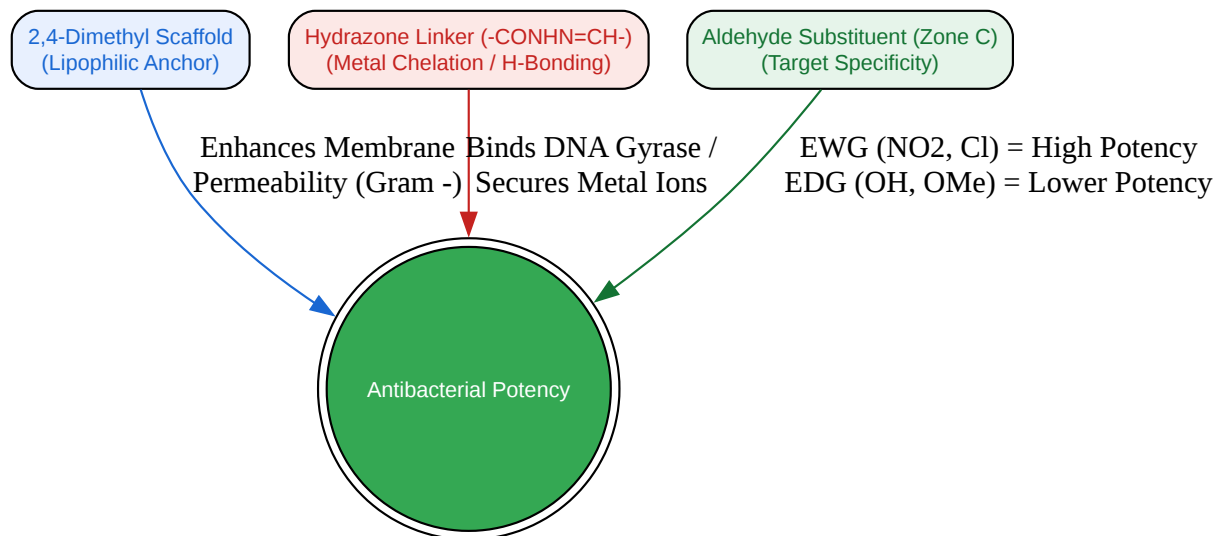 2,4-Dimethyl Scaffold
(Lipophilic Anchor)
Hydrazone Linker (-CONHN=CH-)
(Metal Chelation / H-Bonding)
Aldehyde Substituent (Zone C)
(Target Specificity)
Enhances Membrane
Permeability (Gram -)
Binds DNA Gyrase /
Secures Metal Ions
EWG (NO2, Cl) = High Potency
EDG (OH, OMe) = Lower Potency
Antibacterial Potency